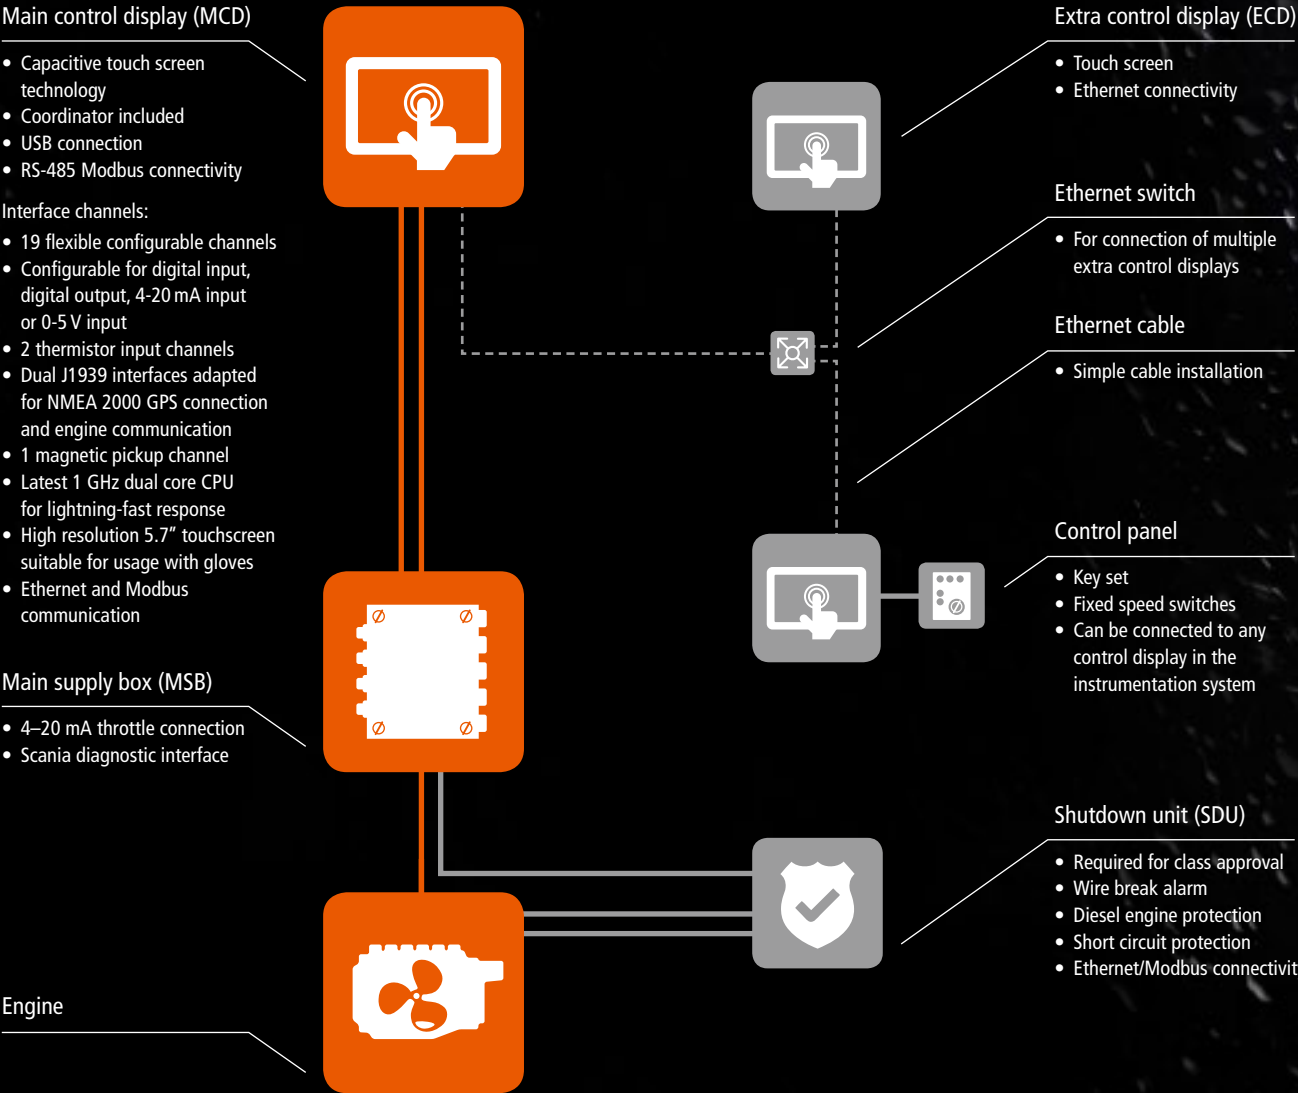 Main control display (MCD)
• Capacitive touch screen
technology
• Coordinator included
• USB connection
• RS-485 Modbus connectivity
Interface channels:
• 19 flexible configurable channels
• Configurable for digital input,
digital output, 4-20 mA input
or 0-5 V input
• 2 thermistor input channels
• Dual J1939 interfaces adapted
for NMEA 2000 GPS connection
and engine communication
• 1 magnetic pickup channel
• Latest 1 GHz dual core CPU
for lightning-fast response
• High resolution 5.7” touchscreen
suitable for usage with gloves
• Ethernet and Modbus
communication
Main supply box (MSB)
• 4–20 mA throttle connection
• Scania diagnostic interface
Engine
Extra control display (ECD)
• Touch screen
• Ethernet connectivity
Ethernet switch
• For connection of multiple
extra control displays
Ethernet cable
• Simple cable installation
Control panel
• Key set
• Fixed speed switches
• Can be connected to any
control display in the
instrumentation system
Shutdown unit (SDU)
• Required for class approval
• Wire break alarm
• Diesel engine protection
• Short circuit protection
• Ethernet/Modbus connectivit